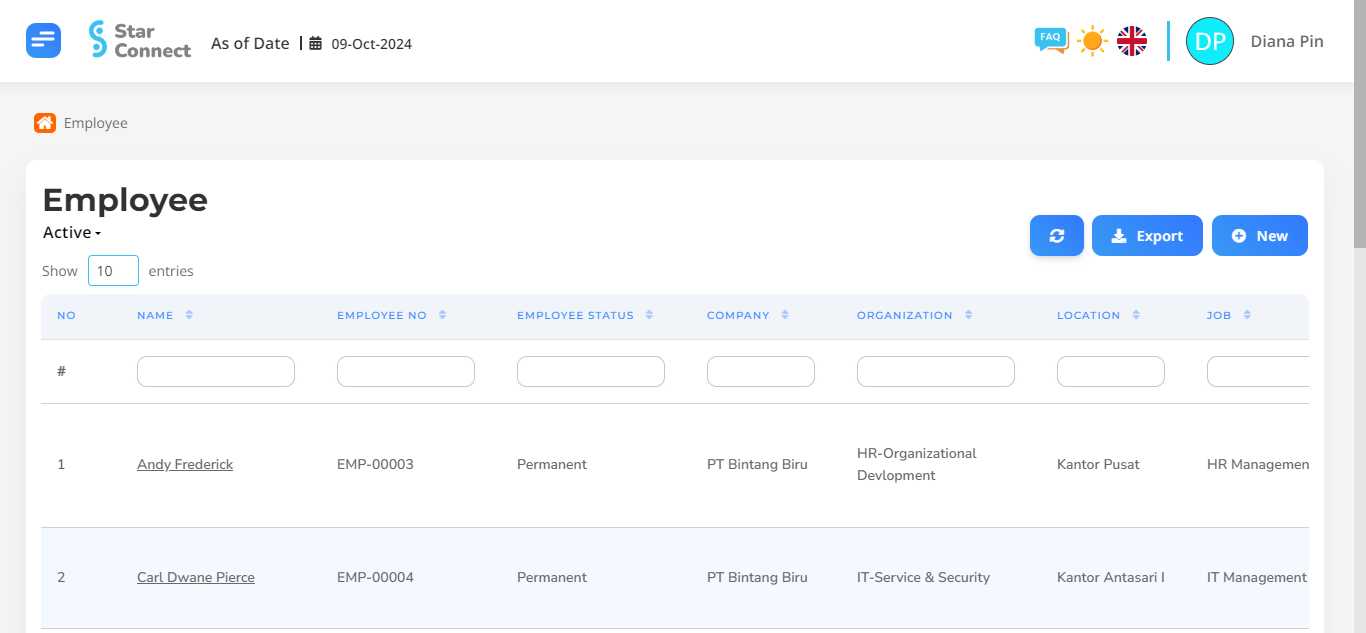 Star
Connect
As of Date
09-Oct-2024
FAQ
DP
Diana Pin
Employee
Employee
Active
Export
New
Show 10 entries
NO NAME EMPLOYEE NO EMPLOYEE STATUS COMPANY ORGANIZATION LOCATION JOB
#
1 Andy Frederick EMP-00003 Permanent PT Bintang Biru HR-Organizational Devlopment Kantor Pusat HR Managemen
2 Carl Dwane Pierce EMP-00004 Permanent PT Bintang Biru IT-Service & Security Kantor Antasari I IT Management